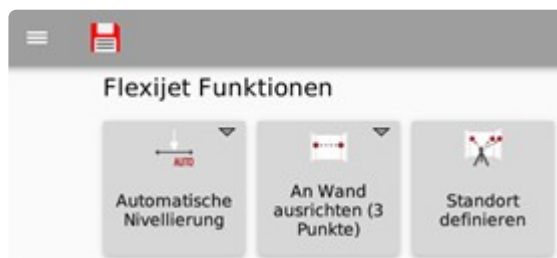 Flexijet Funktionen
AUTO
Automatische
Nivellierung
An Wand
ausrichten (3
Punkte)
Standort
definieren